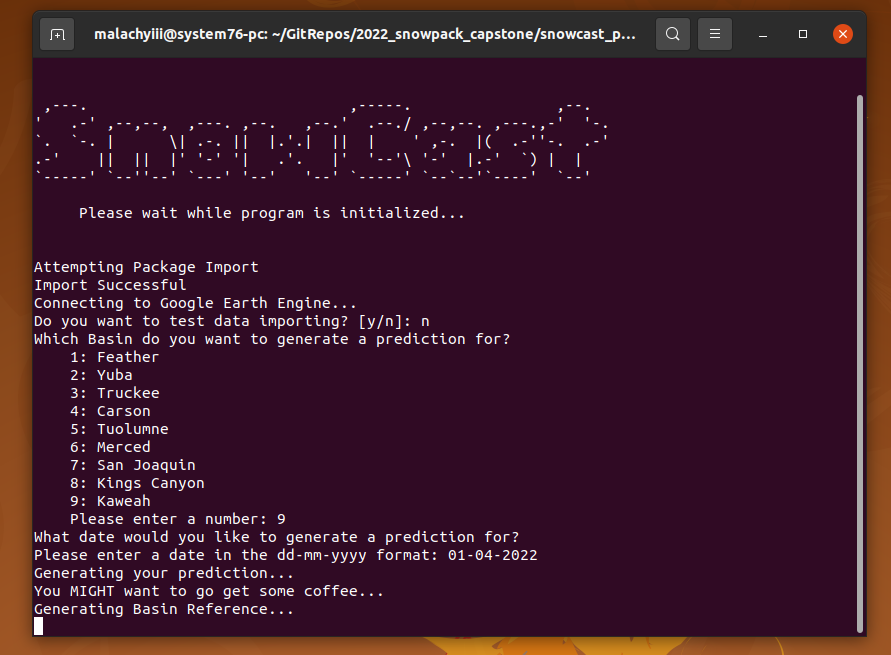 malachyiii@system76-pc: ~/GitRepos/2022_snowpack_capstone/snowcast_p...
SnowCast
Please wait while program is initialized...
Attempting Package Import
Import Successful
Connecting to Google Earth Engine...
Do you want to test data importing? [y/n]: n
Which Basin do you want to generate a prediction for?
1: Feather
2: Yuba
3: Truckee
4: Carson
5: Tuolumne
6: Merced
7: San Joaquin
8: Kings Canyon
9: Kaweah
Please enter a number: 9
What date would you like to generate a prediction for?
Please enter a date in the dd-mm-yyyy format: 01-04-2022
Generating your prediction...
You MIGHT want to go get some coffee...
Generating Basin Reference...